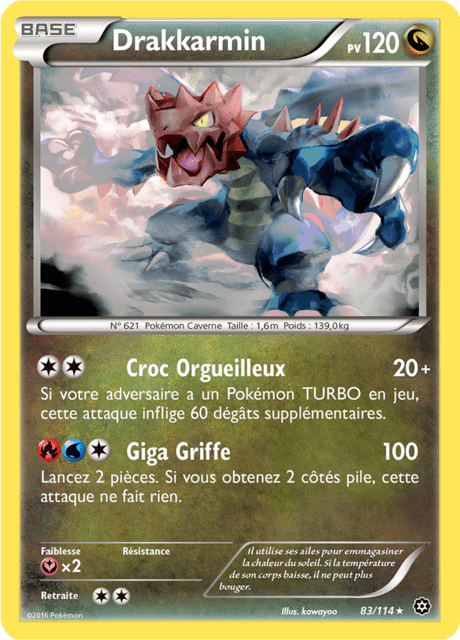 BASE
Drakkarmin
PV120
N° 621 Pokémon Caverne Taille : 1,6m Poids : 139,0kg
Croc Orgueilleux 20+
Si votre adversaire a un Pokémon TURBO en jeu,
cette attaque inflige 60 dégâts supplémentaires.
Giga Griffe 100
Lancez 2 pièces. Si vous obtenez 2 côtés pile, cette
attaque ne fait rien.
Faiblesse Résistance
×2
Il utilise ses ailes pour emmagasiner
la chaleur du soleil. Si la température
de son corps baisse, il ne peut plus
bouger.
Retraite
©2016 Pokémon
Illus. kawayoo
83/114 ★